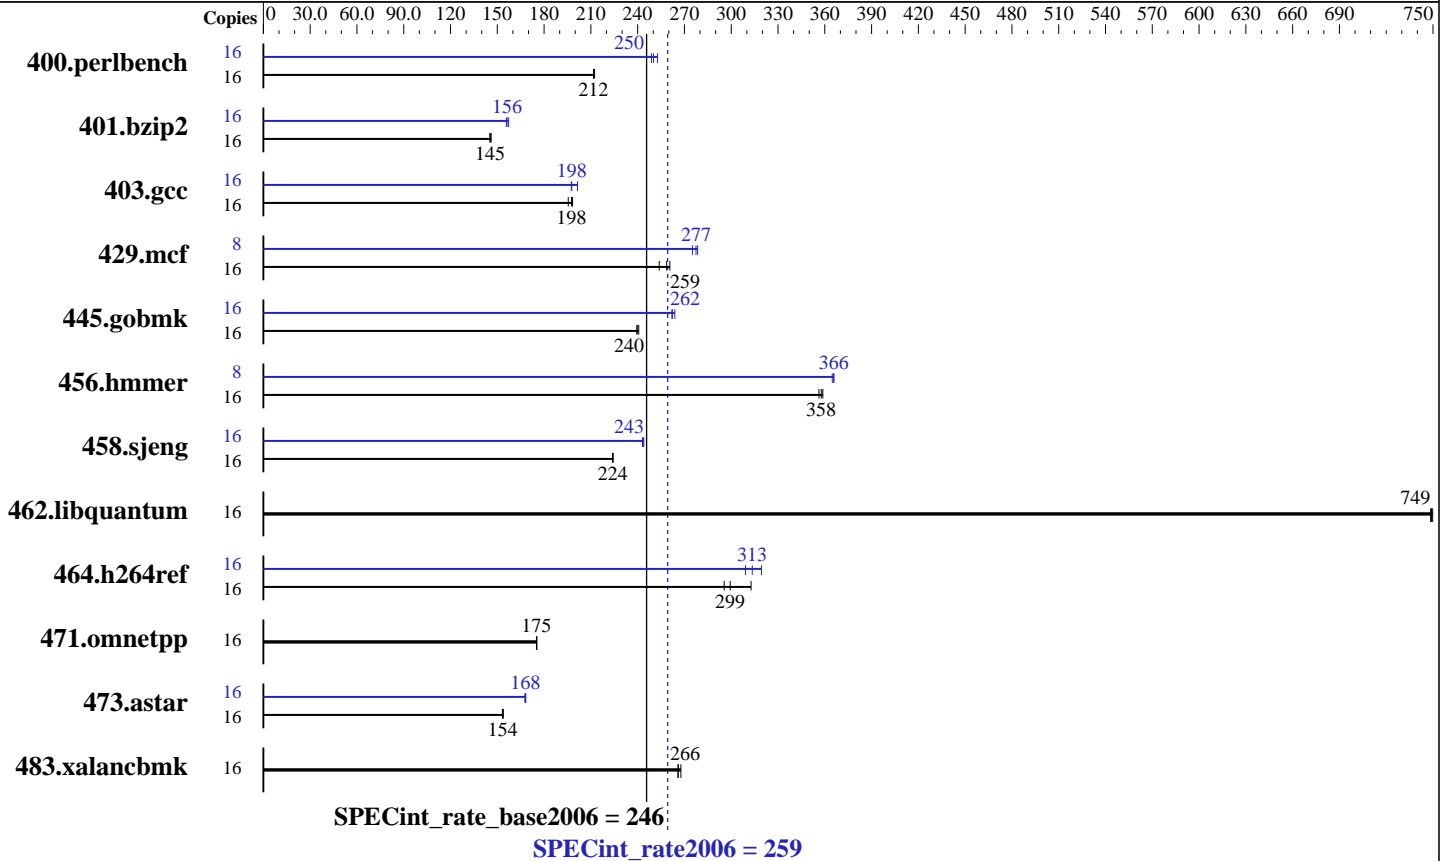 Copies 0 30.0 60.0 90.0 120 150 180 210 240 270 300 330 360 390 420 450 480 510 540 570 600 630 660 690 750
400.perlbench 16 250
16 212
401.bzip2 16 156
16 145
403.gcc 16 198
16 198
429.mcf 8 277
16 259
445.gobmk 16 262
16 240
456.hmmer 8 366
16 358
458.sjeng 16 243
16 224
462.libquantum 16 749
464.h264ref 16 313
16 299
471.omnetpp 16 175
473.astar 16 168
16 154
483.xalancbmk 16 266
SPECint_rate_base2006 = 246
SPECint_rate2006 = 259